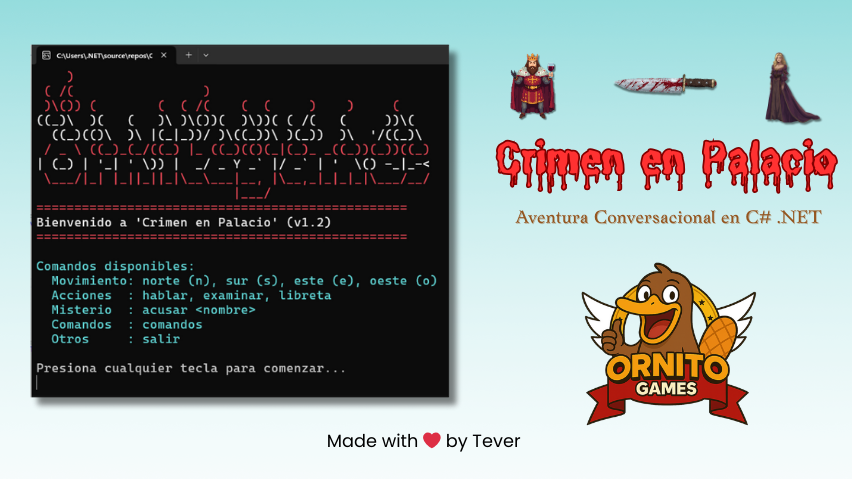 C:\Users\.NET\source\repos\C
Bienvenido a 'Crimen en Palacio' (v1.2)
Comandos disponibles:
Movimiento: norte (n), sur (s), este (e), oeste (o)
Acciones : hablar, examinar, libreta
Misterio : acusar <nombre>
Comandos : comandos
Otros : salir
Presiona cualquier tecla para comenzar...
Crimen en Palacio
Aventura Conversacional en C# .NET
ORNITO
GAMES
Made with ❤ by Tever